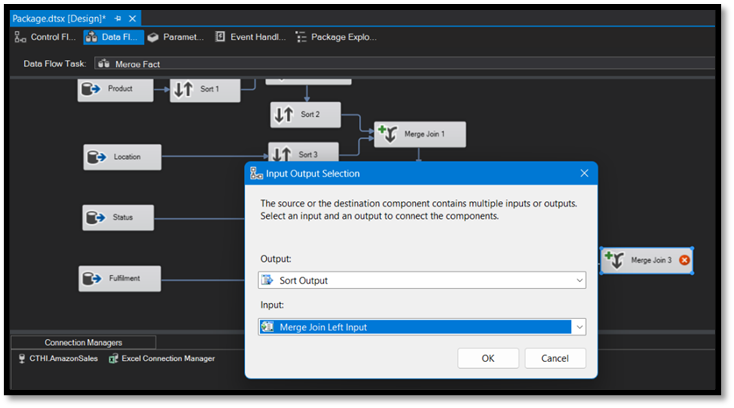 Package.dtsx [Design]*
Control Fl... Data Fl... Paramet... Event Handl... Package Explo...
Data Flow Task: Merge Fact
Product
Sort 1
Sort 2
Merge Join 1
Location
Sort 3
Input Output Selection
The source or the destination component contains multiple inputs or outputs.
Select an input and an output to connect the components.
Status
Output:
Sort Output
Merge Join 3
Fulfilment
Input:
Merge Join Left Input
OK Cancel
Connection Managers
CTHI.AmazonSales Excel Connection Manager